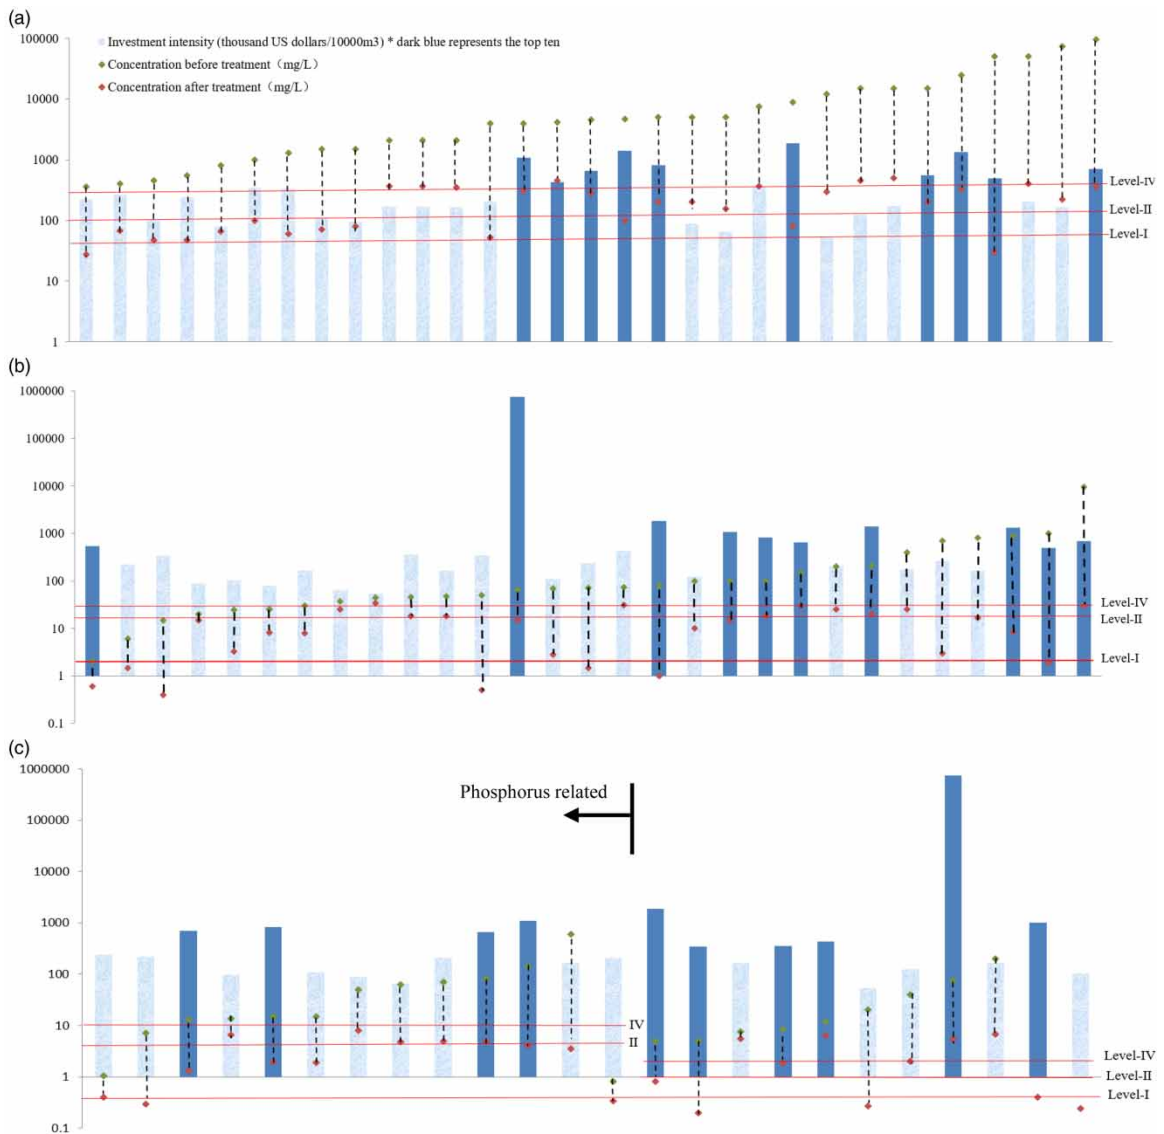 (a)
100000
Investment intensity (thousand US dollars/10000m3) * dark blue represents the top ten
Concentration before treatment（mg/L）
Concentration after treatment（mg/L）
10000
1000
Level-IV
Level-II
100
Level-I
10
1
(b)
1000000
100000
10000
1000
100
Level-IV
Level-II
10
Level-I
1
0.1
(c)
1000000
Phosphorus related
100000
10000
1000
100
10
IV
II
Level-IV
1
Level-II
Level-I
0.1